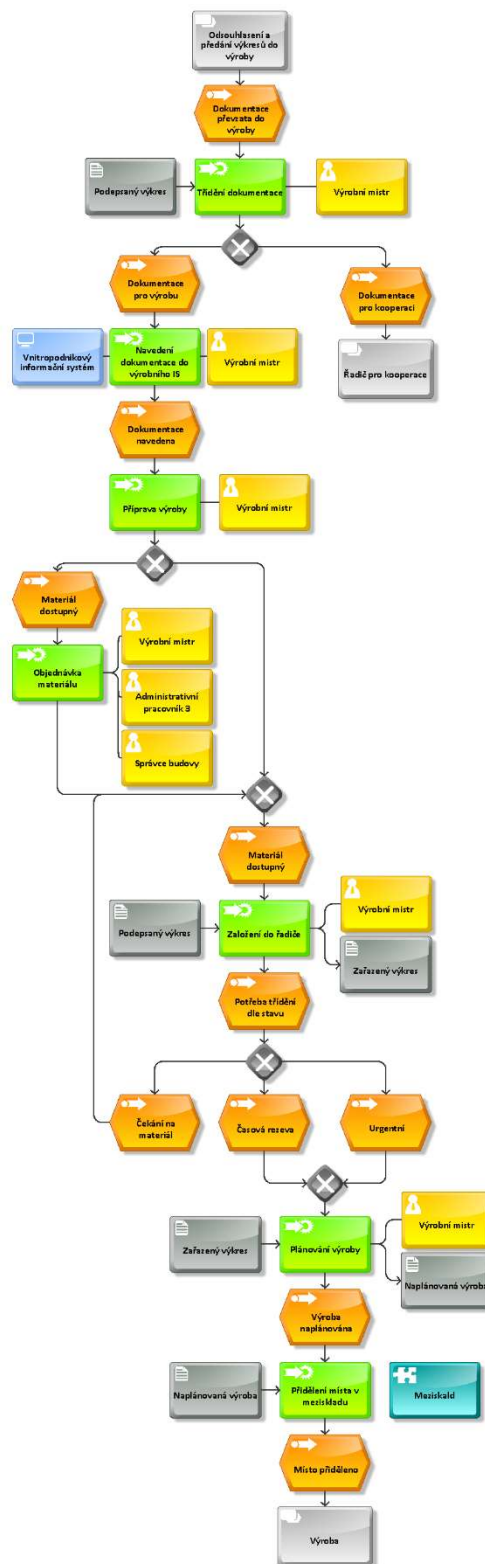 Odsouhlasení a
předání výkresů do
výroby
Dokumentace
převzata do
výroby
Podepsaný výkres
Třídění dokumentace
Výrobní mistr
Dokumentace
pro výrobu
Dokumentace
pro kooperaci
Vnitropodnikový
informační systém
Navedení
dokumentace do
výrobního IS
Výrobní mistr
Řadič pro kooperace
Dokumentace
navedena
Příprava výroby
Výrobní mistr
Materiál
dostupný
Objednávka
materiálu
Výrobní mistr
Administrativní
pracovník 3
Správce budovy
Materiál
dostupný
Podepsaný výkres
Založení do řadiče
Výrobní mistr
Zařazený výkres
Potřeba třídění
dle stavu
Čekání na
materiál
Časová rezeva
Urgentní
Zařazený výkres
Plánování výroby
Výrobní mistr
Naplánovaná výroba
Výroba
naplánována
Naplánovaná výroba
Přidělení místa v
meziskladu
Meziskald
Místo přiděleno
Výroba